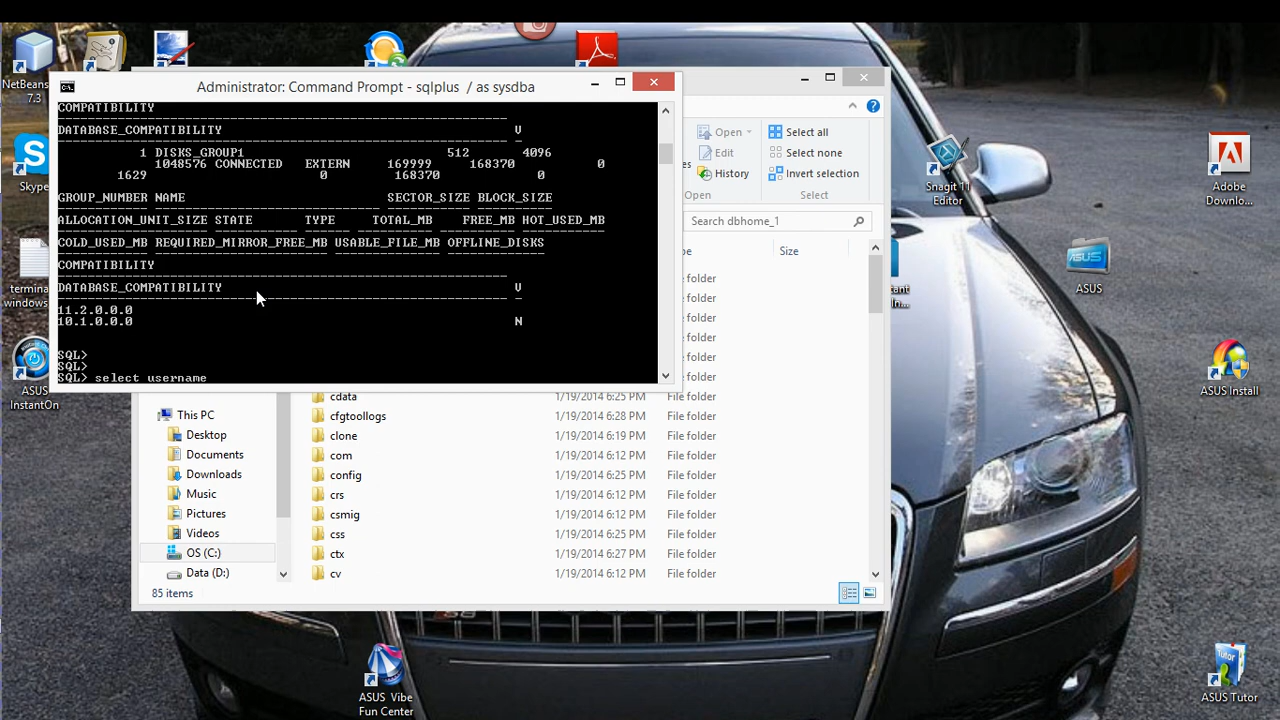 NetBeans
7.3
Skype
terminal
windows...
ASUS
InstantOn
Administrator: Command Prompt - sqlplus / as sysdba
COMPATIBILITY
DATABASE_COMPATIBILITY V
1 DISKS_GROUP1 512 4096
1048576 CONNECTED EXTERN 169999 168370 0
1629 0 168370 0
GROUP_NUMBER NAME SECTOR_SIZE BLOCK_SIZE
ALLOCATION_UNIT_SIZE STATE TYPE TOTAL_MB FREE_MB HOT_USED_MB
COLD_USED_MB REQUIRED_MIRROR_FREE_MB USABLE_FILE_MB OFFLINE_DISKS
COMPATIBILITY
DATABASE_COMPATIBILITY V
11.2.0.0.0
10.1.0.0.0 N
SQL>
SQL>
SQL> select username
Open
Select all
Edit
Select none
es
History
Invert selection
Open
Select
Search dbhome_1
pe
Size
File folder
File folder
File folder
File folder
File folder
File folder
cdata 1/19/2014 6:25 PM File folder
cfgtoollogs 1/19/2014 6:28 PM File folder
clone 1/19/2014 6:19 PM File folder
com 1/19/2014 6:12 PM File folder
config 1/19/2014 6:25 PM File folder
crs 1/19/2014 6:12 PM File folder
csmig 1/19/2014 6:12 PM File folder
css 1/19/2014 6:25 PM File folder
ctx 1/19/2014 6:27 PM File folder
cv 1/19/2014 6:12 PM File folder
This PC
Desktop
Documents
Downloads
Music
Pictures
Videos
OS (C:)
Data (D:)
85 items
Snagit 11
Editor
Adobe
Downlo...
ASUS
tant
In...
ASUS Install
ASUS Vibe
Fun Center
ASUS Tutor